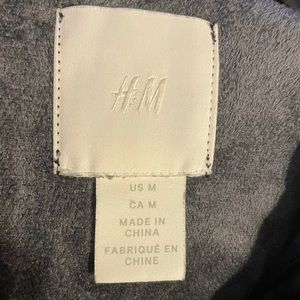 H&M
US M
CA M
MADE IN
CHINA
FABRIQUÉ EN
CHINE